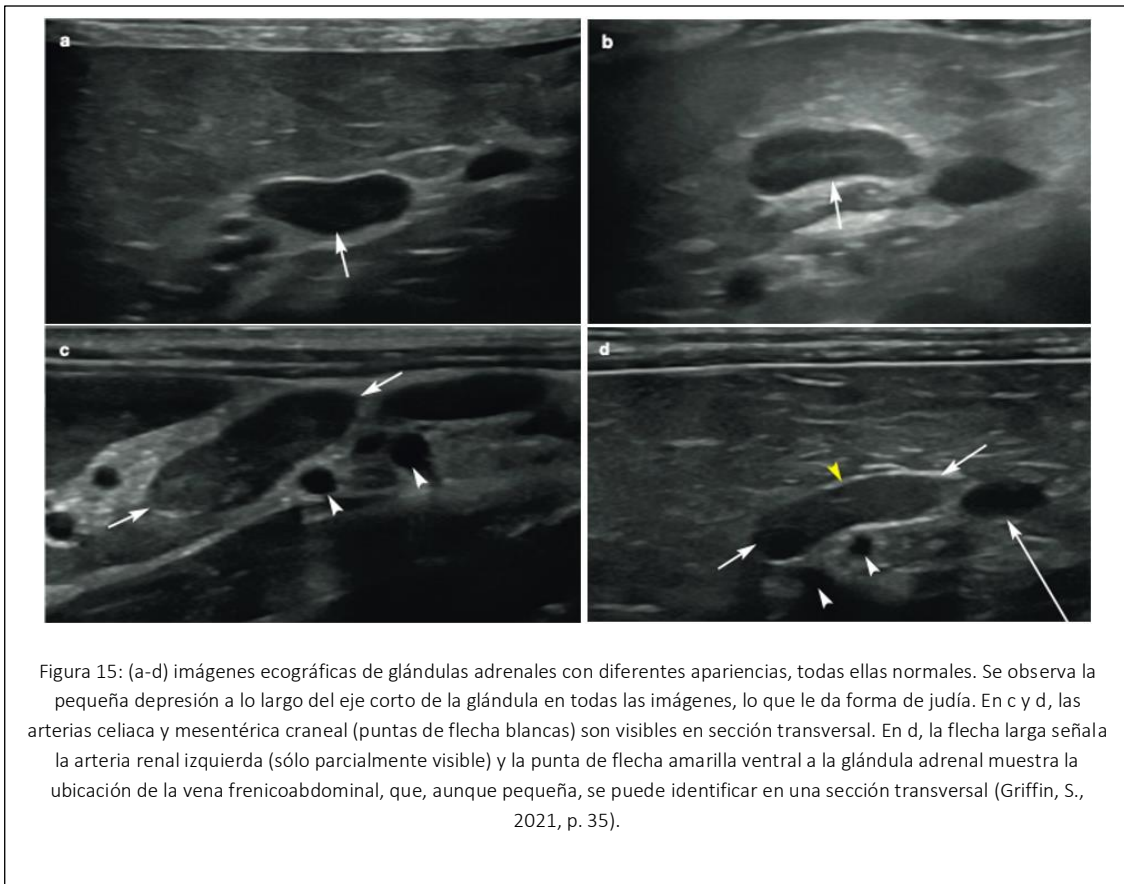 a
b
c
d
Figura 15: (a-d) imágenes ecográficas de glándulas adrenales con diferentes apariencias, todas ellas normales. Se observa la
pequeña depresión a lo largo del eje corto de la glándula en todas las imágenes, lo que le da forma de judía. En c y d, las
arterias celiaca y mesentérica craneal (puntas de flecha blancas) son visibles en sección transversal. En d, la flecha larga señala
la arteria renal izquierda (sólo parcialmente visible) y la punta de flecha amarilla ventral a la glándula adrenal muestra la
ubicación de la vena frenicoabdominal, que, aunque pequeña, se puede identificar en una sección transversal (Griffin, S.,
2021, p. 35).